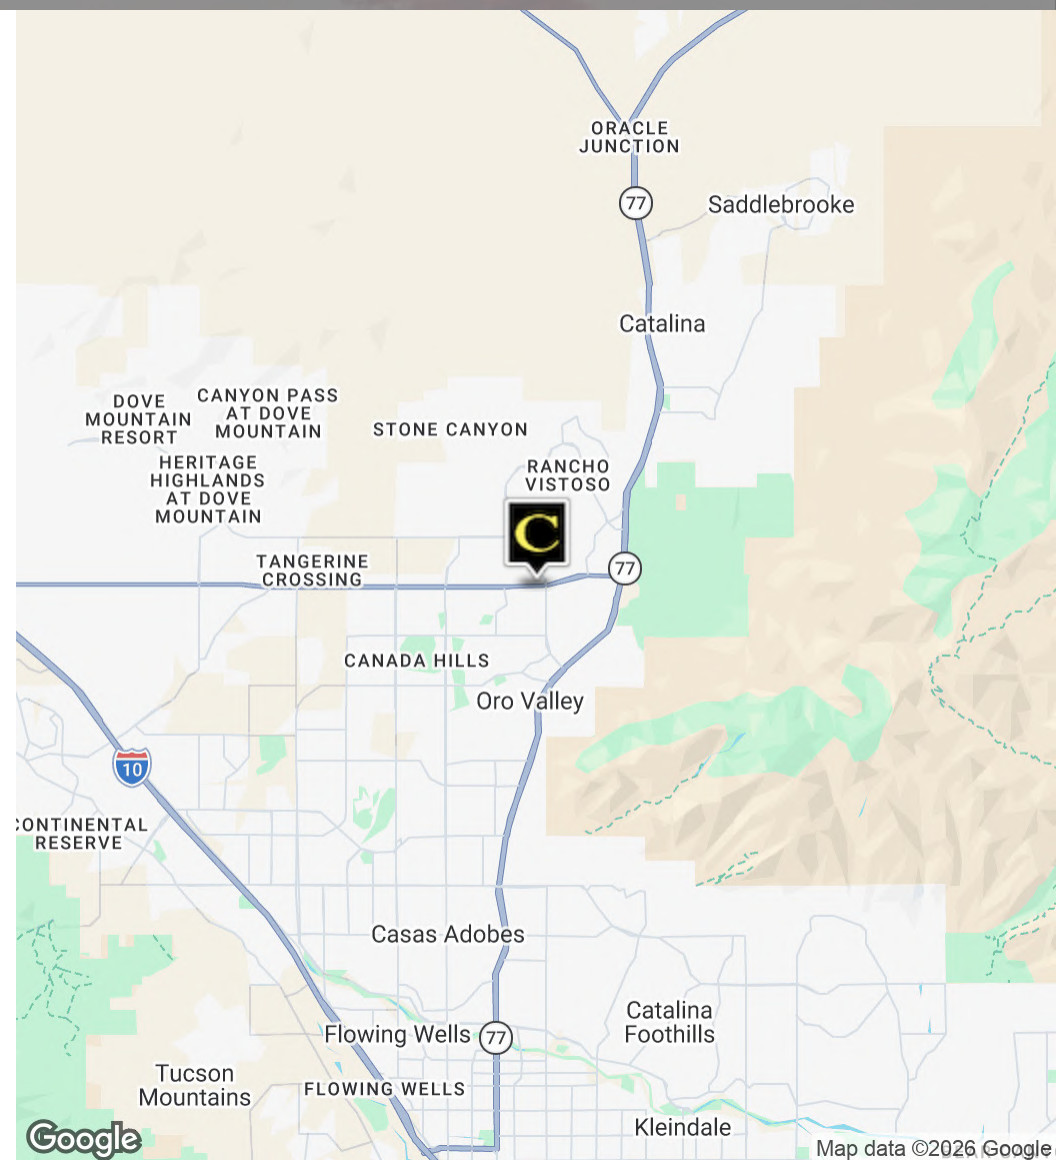 ORACLE
JUNCTION
77
Saddlebrooke
Catalina
DOVE
MOUNTAIN
RESORT
CANYON PASS
AT DOVE
MOUNTAIN
STONE CANYON
HERITAGE
HIGHLANDS
AT DOVE
MOUNTAIN
RANCHO
VISTOSO
C
TANGERINE
CROSSING
77
CANADA HILLS
Oro Valley
10
CONTINENTAL
RESERVE
Casas Adobes
Catalina
Foothills
Flowing Wells
77
Tucson
Mountains
FLOWING WELLS
Kleindale
Google
Map data ©2026 Google